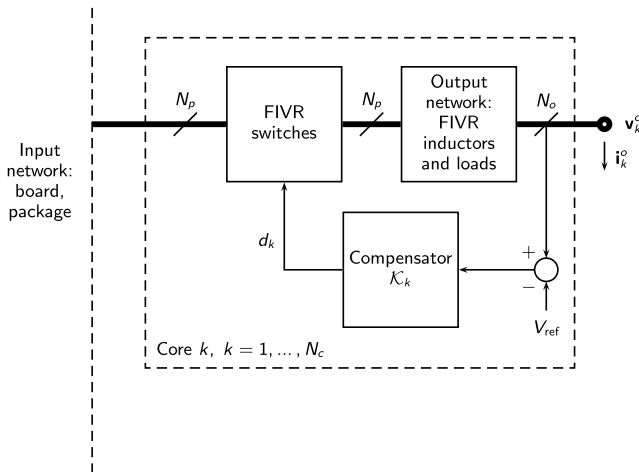 Input
network:
board,
package
N_p
FIVR
switches
N_p
Output
network:
FIVR
inductors
and loads
N_o
v_k^o
i_k^o
d_k
Compensator
𝒦_k
+
−
V_ref
Core k, k = 1, ... , N_c